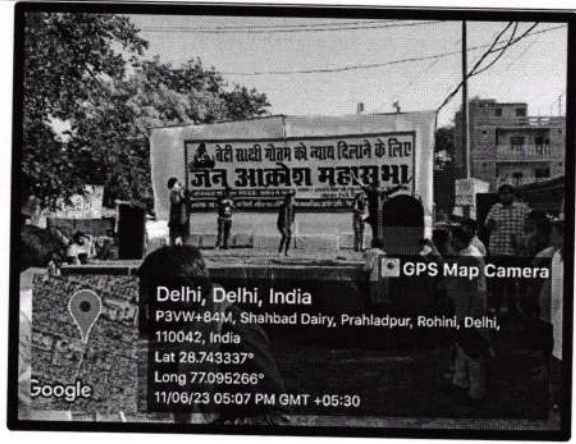 बेटी साक्षी गौतम को न्याय दिलाने के लिए
जन आक्रोश महासभा
GPS Map Camera
Delhi, Delhi, India
P3VW+84M, Shahbad Dairy, Prahladpur, Rohini, Delhi,
110042, India
Lat 28.743337°
Long 77.095266°
11/06/23 05:07 PM GMT +05:30
Google